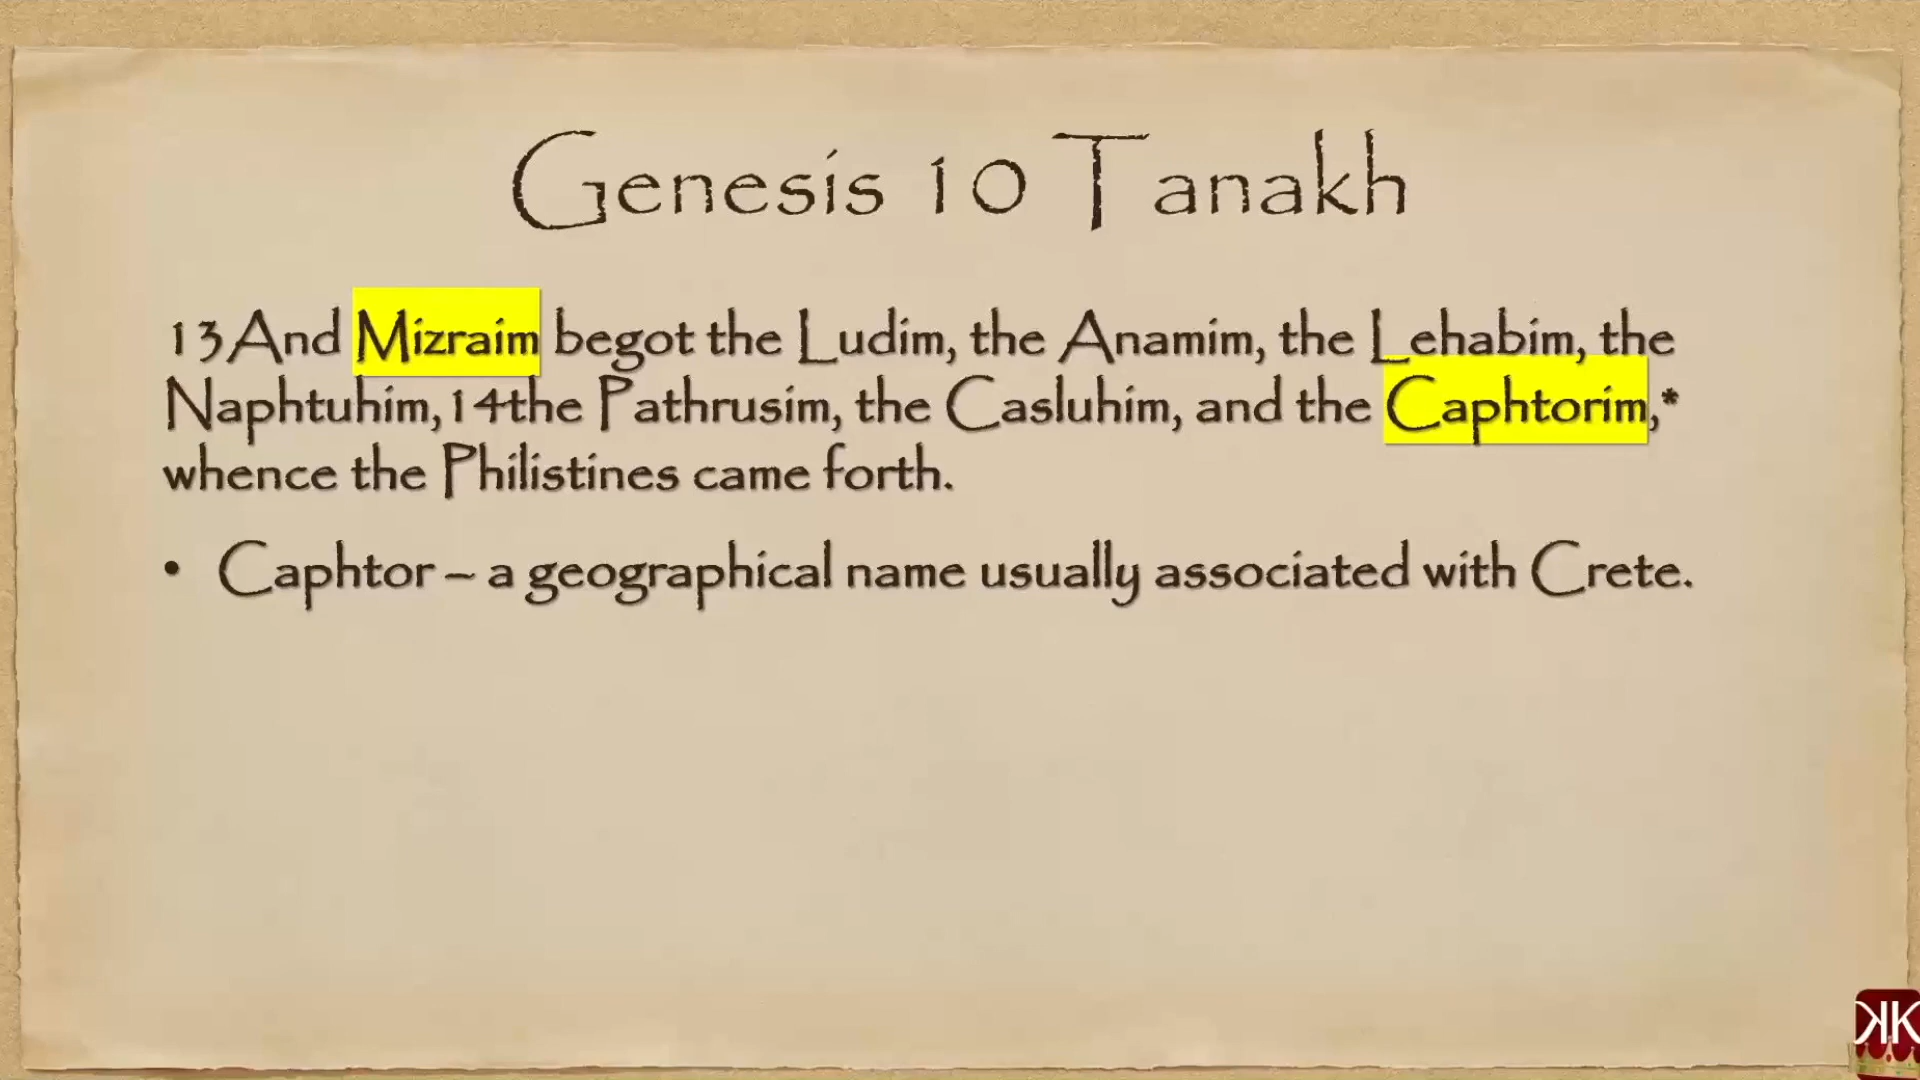 Genesis 10 Tanakh
13And Mizraim begot the Ludim, the Anamim, the Lehabim, the
Naphtuhim,14the Pathrusim, the Casluhim, and the Caphtorim,*
whence the Philistines came forth.
• Caphtor – a geographical name usually associated with Crete.
KK